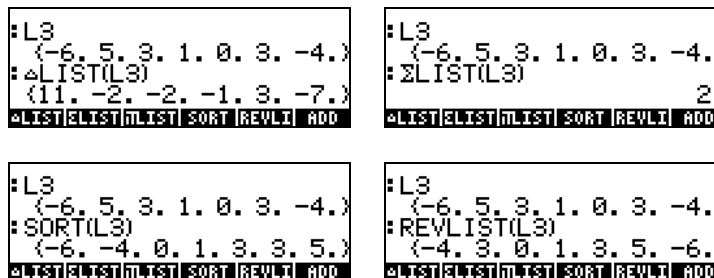 :L3
{-6. 5. 3. 1. 0. 3. -4.}
:ΔLIST(L3)
{11. -2. -2. -1. 3. -7.}
ΔLIST ΣLIST ΠLIST SORT REVLI ADD
:L3
{-6. 5. 3. 1. 0. 3. -4.
:ΣLIST(L3)
2
ΔLIST ΣLIST ΠLIST SORT REVLI ADD
:L3
{-6. 5. 3. 1. 0. 3. -4.}
:SORT(L3)
{-6. -4. 0. 1. 3. 3. 5.}
ΔLIST ΣLIST ΠLIST SORT REVLI ADD
:L3
{-6. 5. 3. 1. 0. 3. -4.
:REVLIST(L3)
{-4. 3. 0. 1. 3. 5. -6.
ΔLIST ΣLIST ΠLIST SORT REVLI ADD